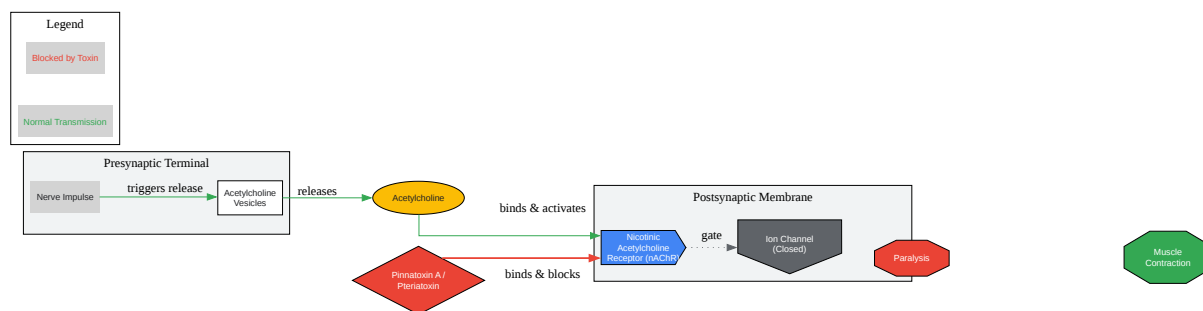 Legend
Blocked by Toxin
Normal Transmission
Presynaptic Terminal
Nerve Impulse
triggers release
Acetylcholine
Vesicles
releases
Acetylcholine
binds & activates
Pinnatoxin A /
Pteriatoxin
binds & blocks
Postsynaptic Membrane
Nicotinic
Acetylcholine
Receptor (nAChR)
gate
Ion Channel
(Closed)
Paralysis
Muscle
Contraction